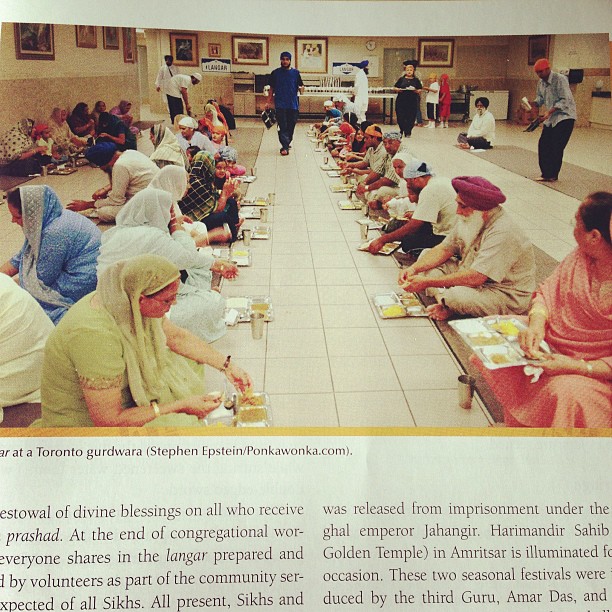 LANGAR
LANGAR
ar at a Toronto gurdwara (Stephen Epstein/Ponkawonka.com).
estowal of divine blessings on all who receive
prashad. At the end of congregational wor-
everyone shares in the langar prepared and
d by volunteers as part of the community ser-
xpected of all Sikhs. All present, Sikhs and
was released from imprisonment under the
ghal emperor Jahangir. Harimandir Sahib
Golden Temple) in Amritsar is illuminated fo
occasion. These two seasonal festivals were
duced by the third Guru, Amar Das, and